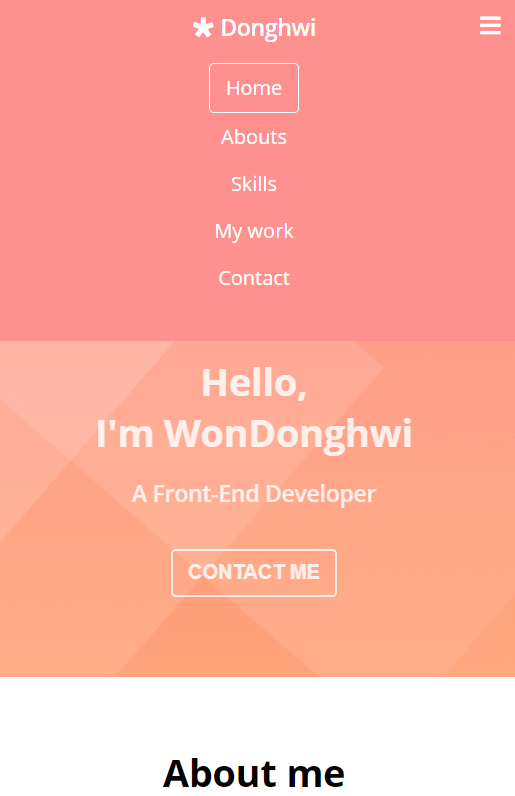 Donghwi
Home
Abouts
Skills
My work
Contact
Hello,
I'm WonDonghwi
A Front-End Developer
CONTACT ME
About me